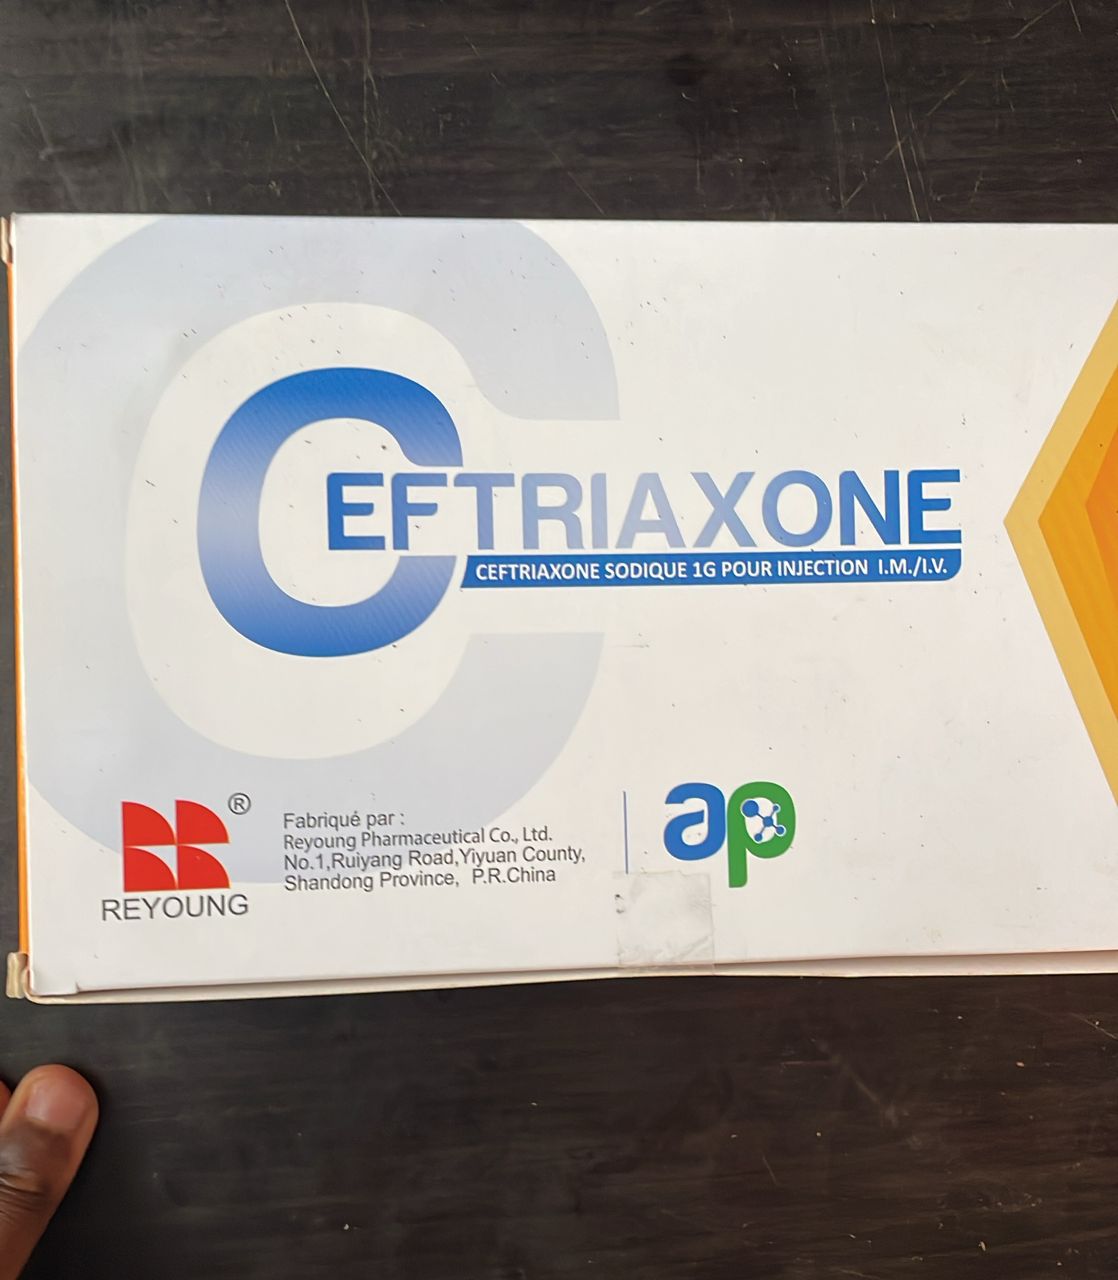 CEFTRIAXONE
CEFTRIAXONE SODIQUE 1G POUR INJECTION I.M./I.V.
®
REYOUNG
Fabriqué par :
Reyoung Pharmaceutical Co., Ltd.
No.1,Ruiyang Road,Yiyuan County,
Shandong Province, P.R.China
ap